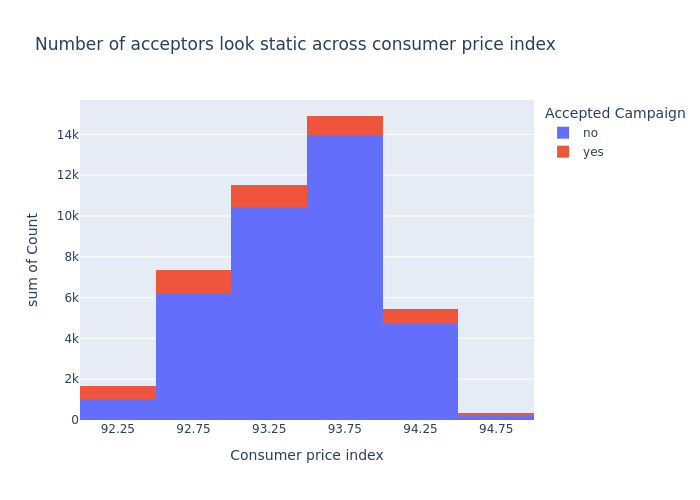 Number of acceptors look static across consumer price index
Accepted Campaign
no
yes
14k
12k
10k
8k
6k
4k
2k
0
sum of Count
92.25 92.75 93.25 93.75 94.25 94.75
Consumer price index